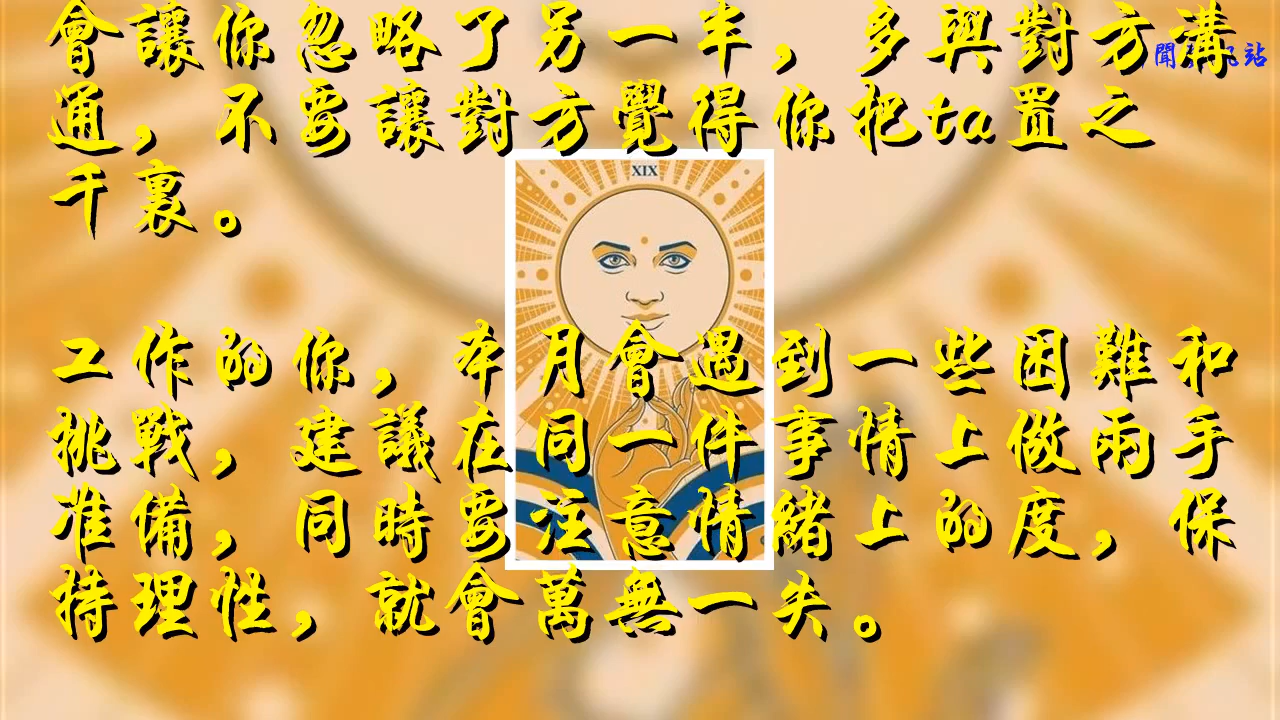 會讓你忽略了另一半，多與對方溝
通，不要讓對方覺得你把ta置之
千裏。
工作的你，本月會遇到一些困難和
挑戰，建議在同一件事情上做兩手
准備，同時要注意情緒上的度，保
持理性，就會萬無一失。
聞
站
XIX